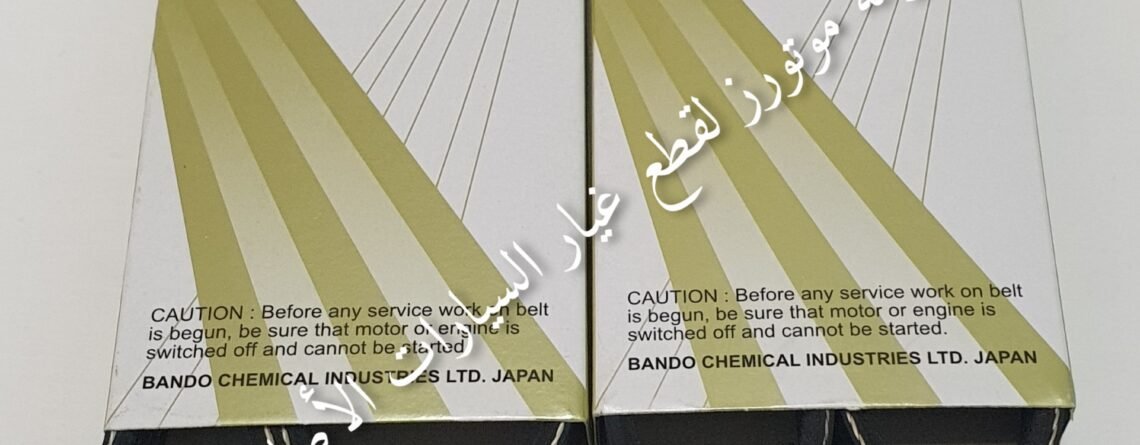 CAUTION : Before any service work on belt
is begun, be sure that motor or engine is
switched off and cannot be started.
BANDO CHEMICAL INDUSTRIES LTD. JAPAN
CAUTION : Before any service work on belt
is begun, be sure that motor or engine is
switched off and cannot be started.
BANDO CHEMICAL INDUSTRIES LTD. JAPAN
موتورز لقطع غيار السيارات